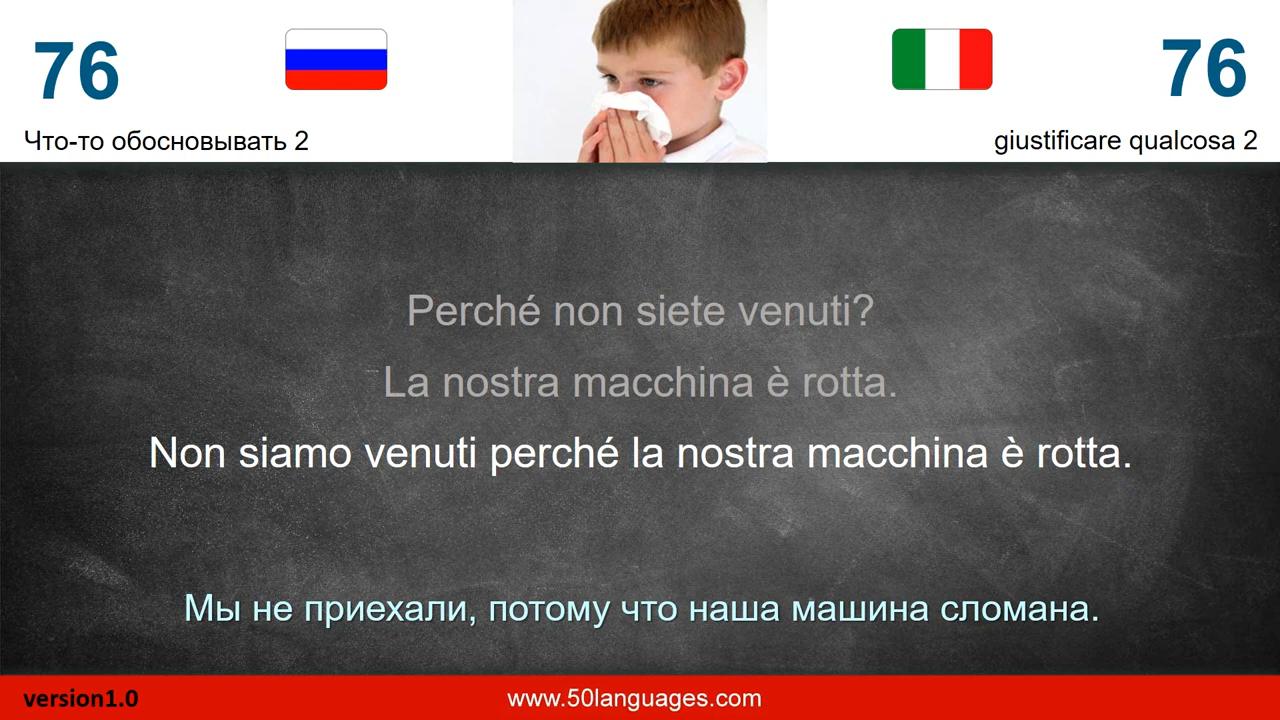 76
76
Что-то обосновывать 2
giustificare qualcosa 2
Perché non siete venuti?
La nostra macchina è rotta.
Non siamo venuti perché la nostra macchina è rotta.
Мы не приехали, потому что наша машина сломана.
version1.0
www.50languages.com